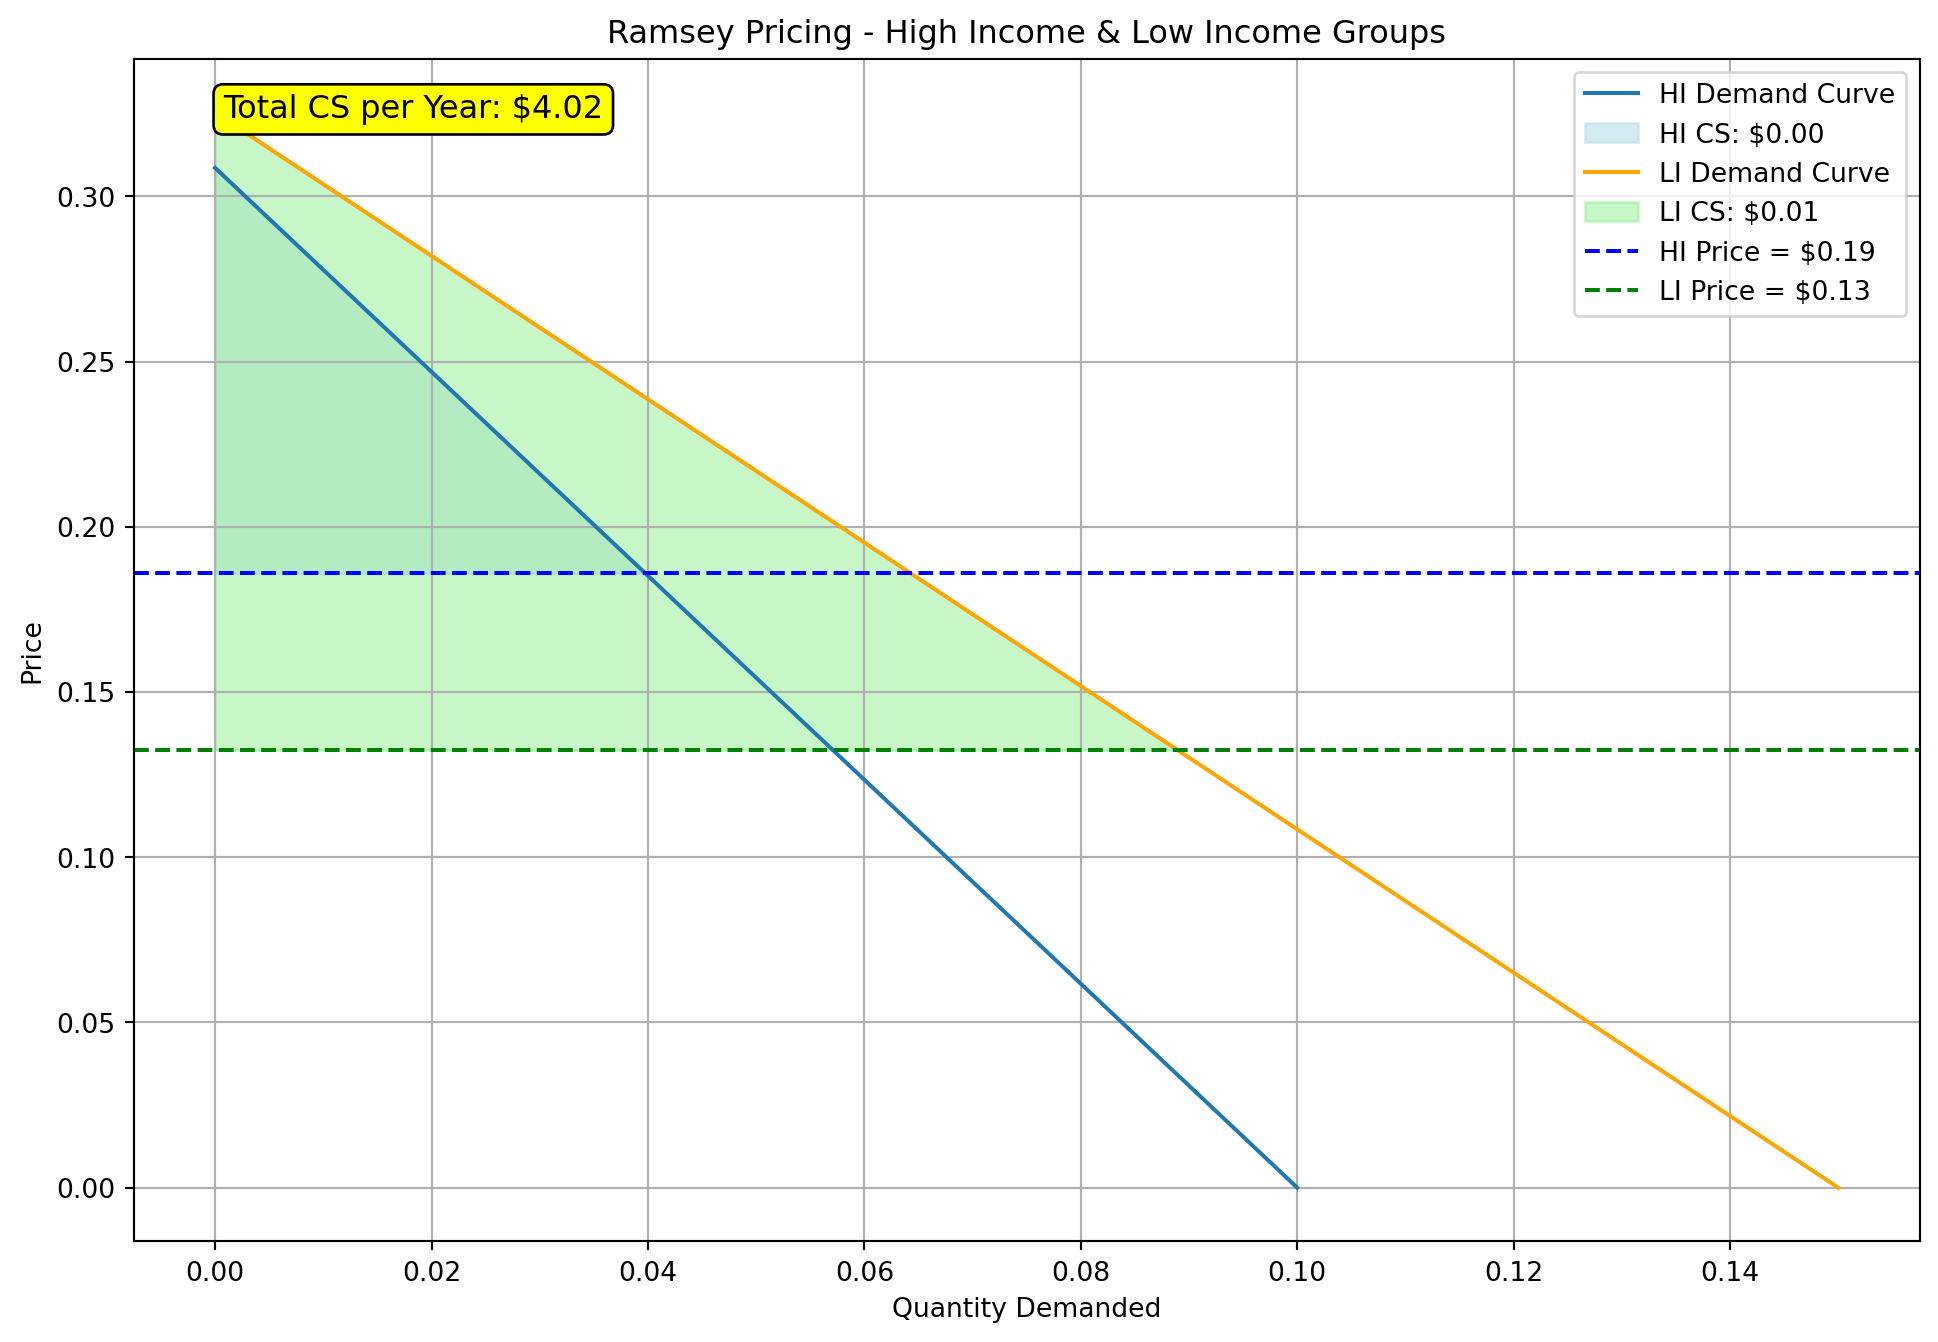 Ramsey Pricing - High Income & Low Income Groups
Total CS per Year: $4.02
HI Demand Curve
HI CS: $0.00
LI Demand Curve
LI CS: $0.01
HI Price = $0.19
LI Price = $0.13
Price
0.30
0.25
0.20
0.15
0.10
0.05
0.00
0.00 0.02 0.04 0.06 0.08 0.10 0.12 0.14
Quantity Demanded